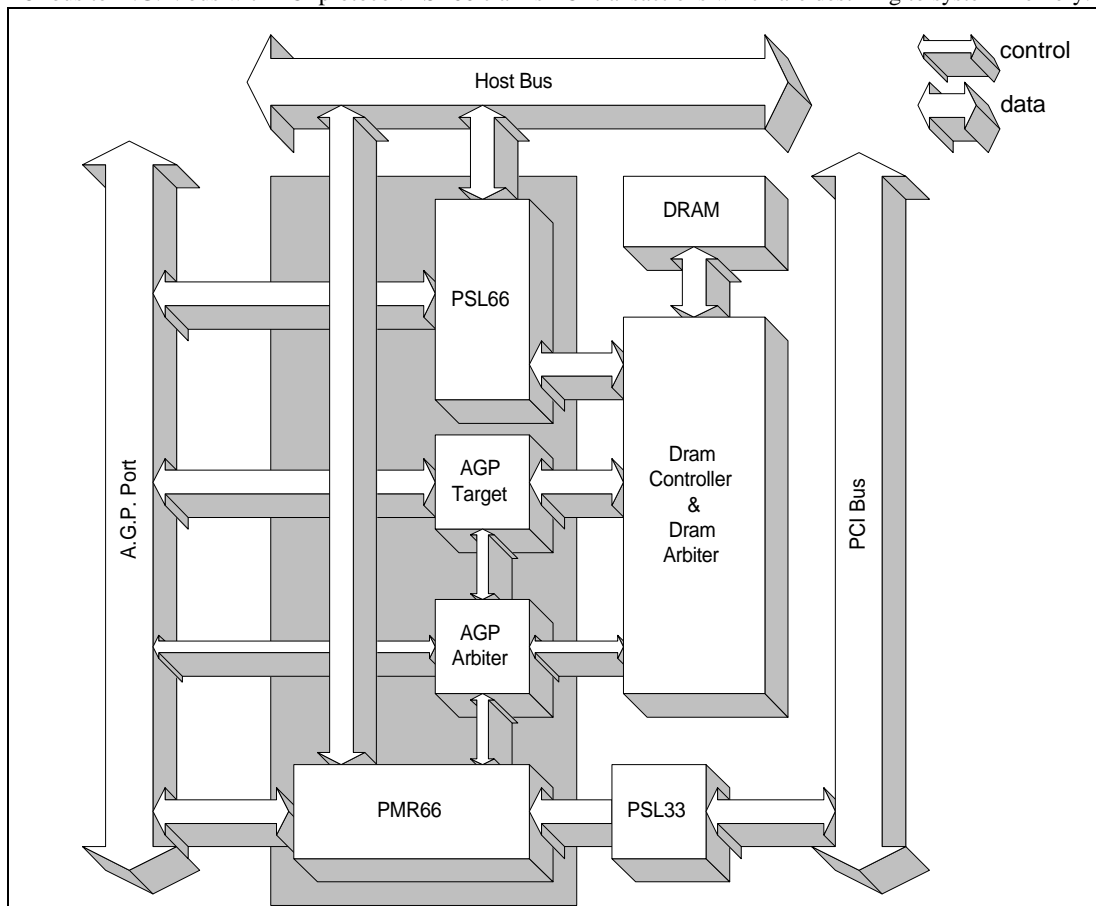 control
Host Bus
data
DRAM
PSL66
A.G.P. Port
AGP
Target
Dram
Controller
&
Dram
Arbiter
PCI Bus
AGP
Arbiter
PMR66
PSL33